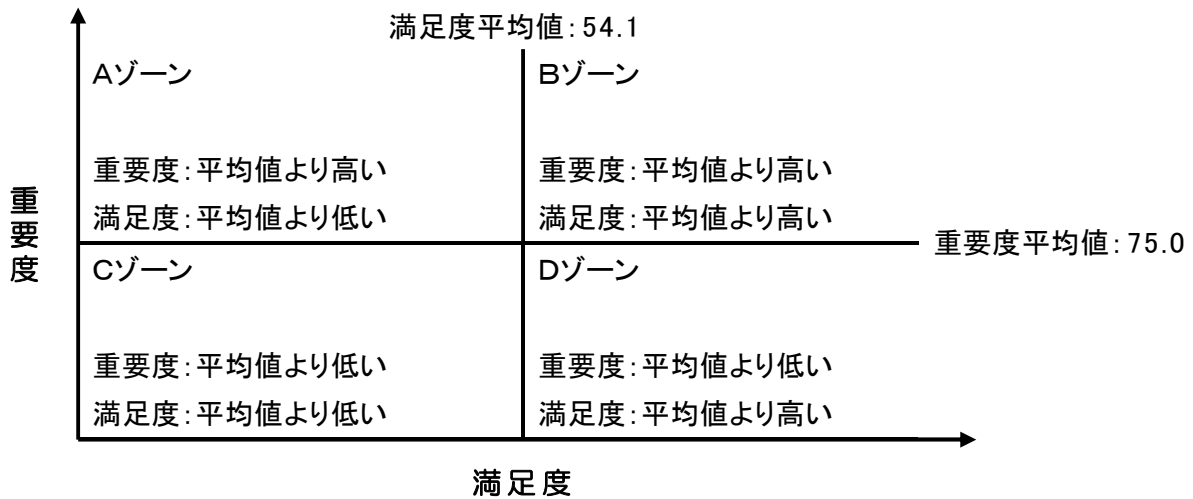 満足度平均値:54.1
Aゾーン
重要度:平均値より高い
満足度:平均値より低い
Bゾーン
重要度:平均値より高い
満足度:平均値より高い
重要度
重要度平均値:75.0
Cゾーン
重要度:平均値より低い
満足度:平均値より低い
Dゾーン
重要度:平均値より低い
満足度:平均値より高い
満足度